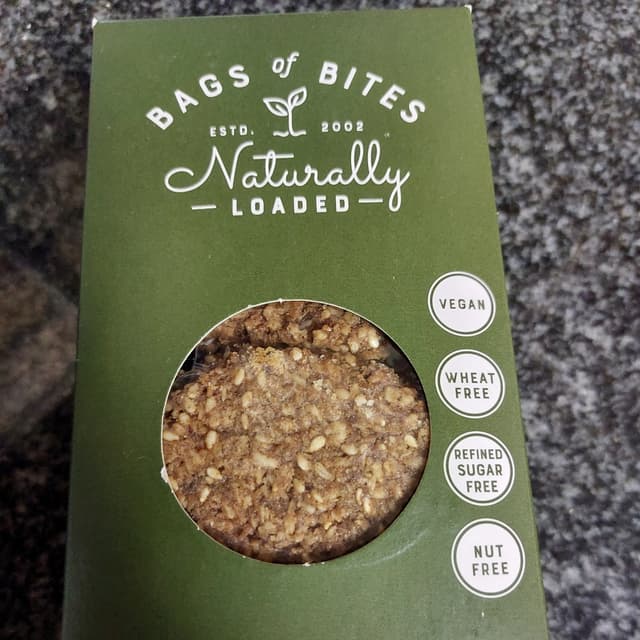 BAGS of BITES
ESTD. 2002
Naturally
LOADED
VEGAN
WHEAT
FREE
REFINED
SUGAR
FREE
NUT
FREE